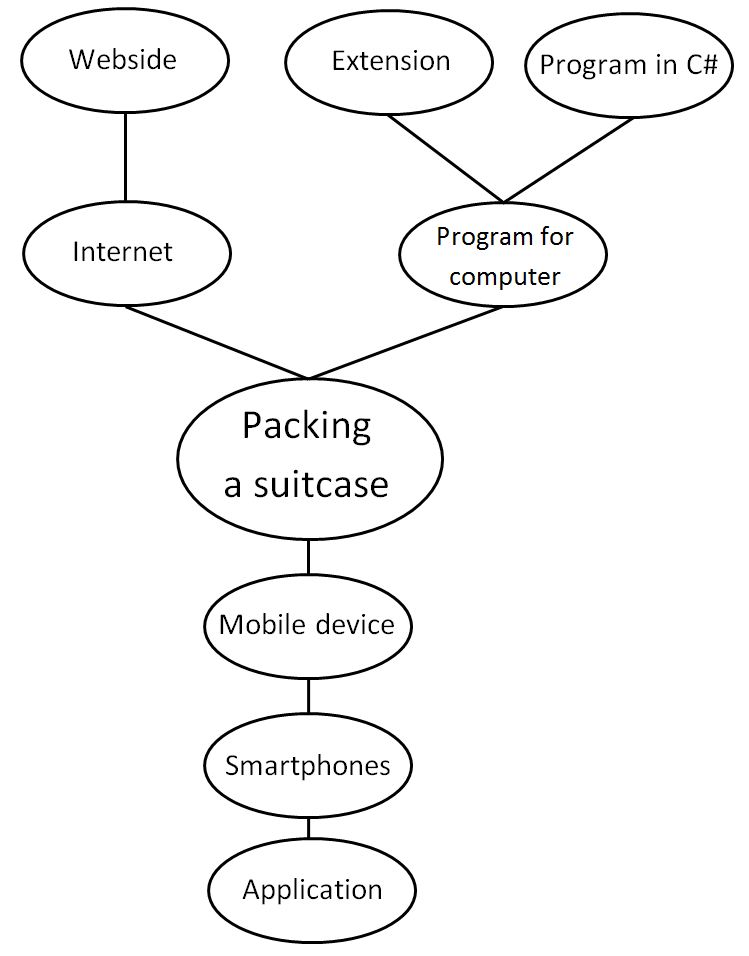 Webside
Extension
Program in C#
Internet
Program for
computer
Packing
a suitcase
Mobile device
Smartphones
Application